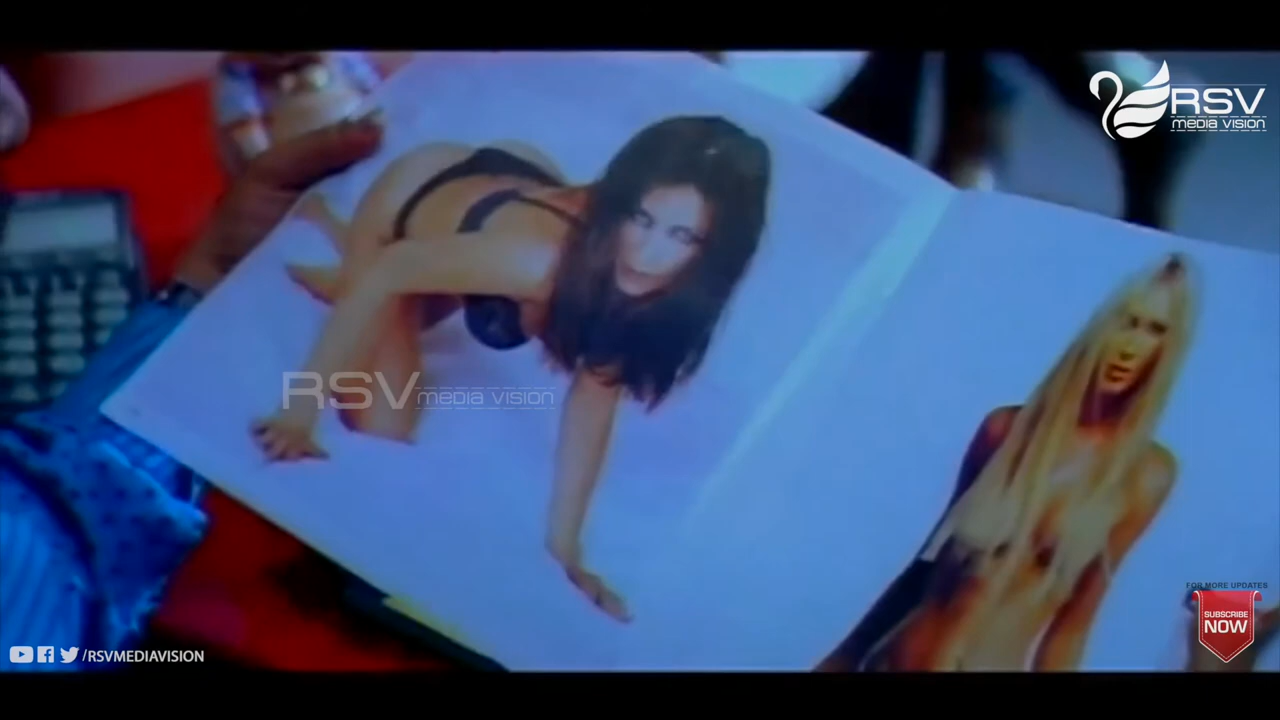 RSV
media vision
RSV media vision
FOR MORE UPDATES
SUBSCRIBE
NOW
/RSVMEDIAVISION